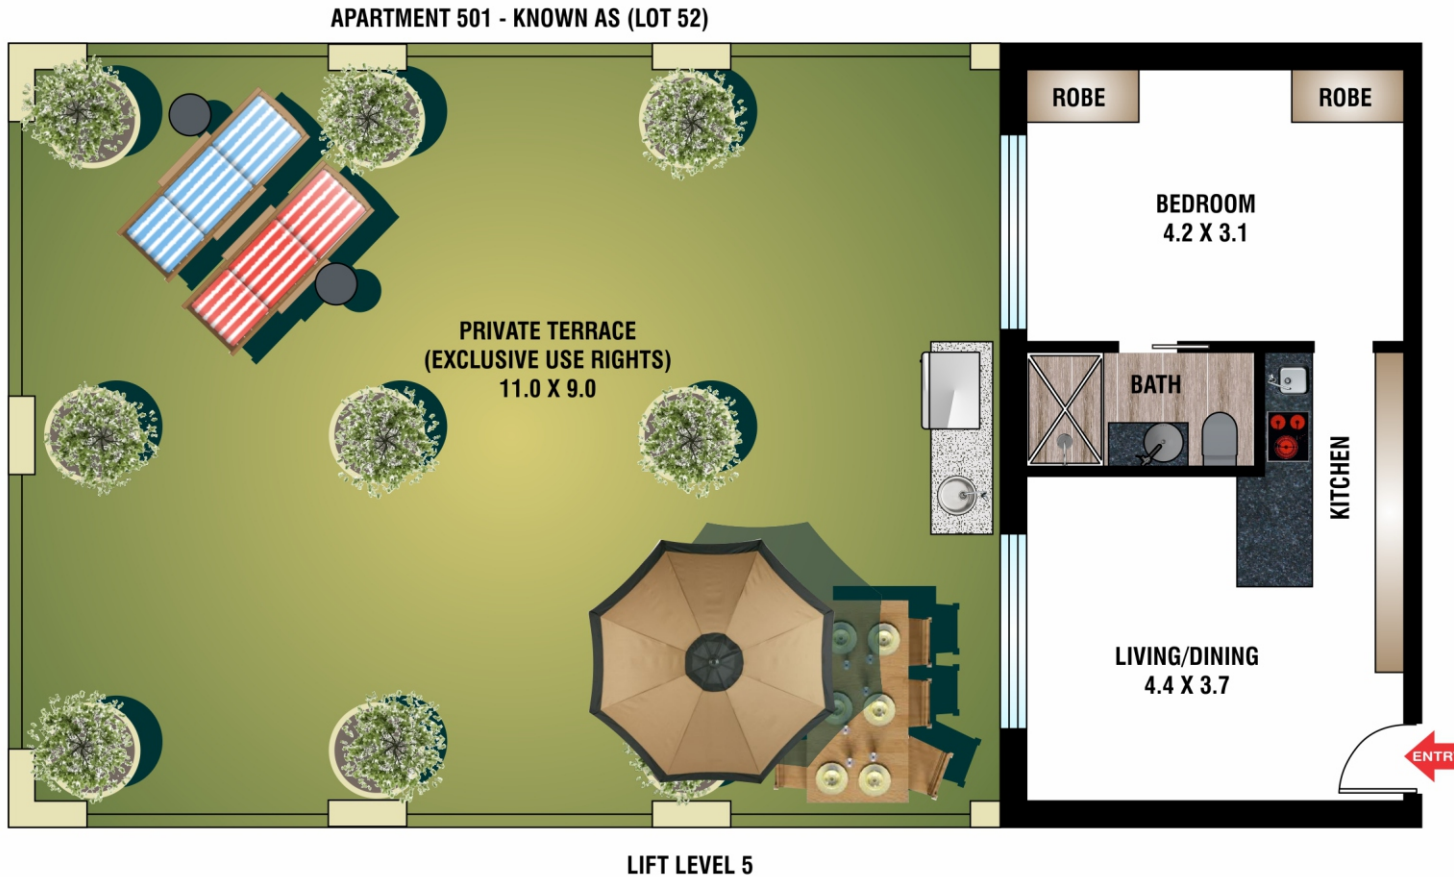 APARTMENT 501 - KNOWN AS (LOT 52)
ROBE
ROBE
BEDROOM
4.2 X 3.1
PRIVATE TERRACE
(EXCLUSIVE USE RIGHTS)
11.0 X 9.0
BATH
KITCHEN
LIVING/DINING
4.4 X 3.7
ENTR
LIFT LEVEL 5